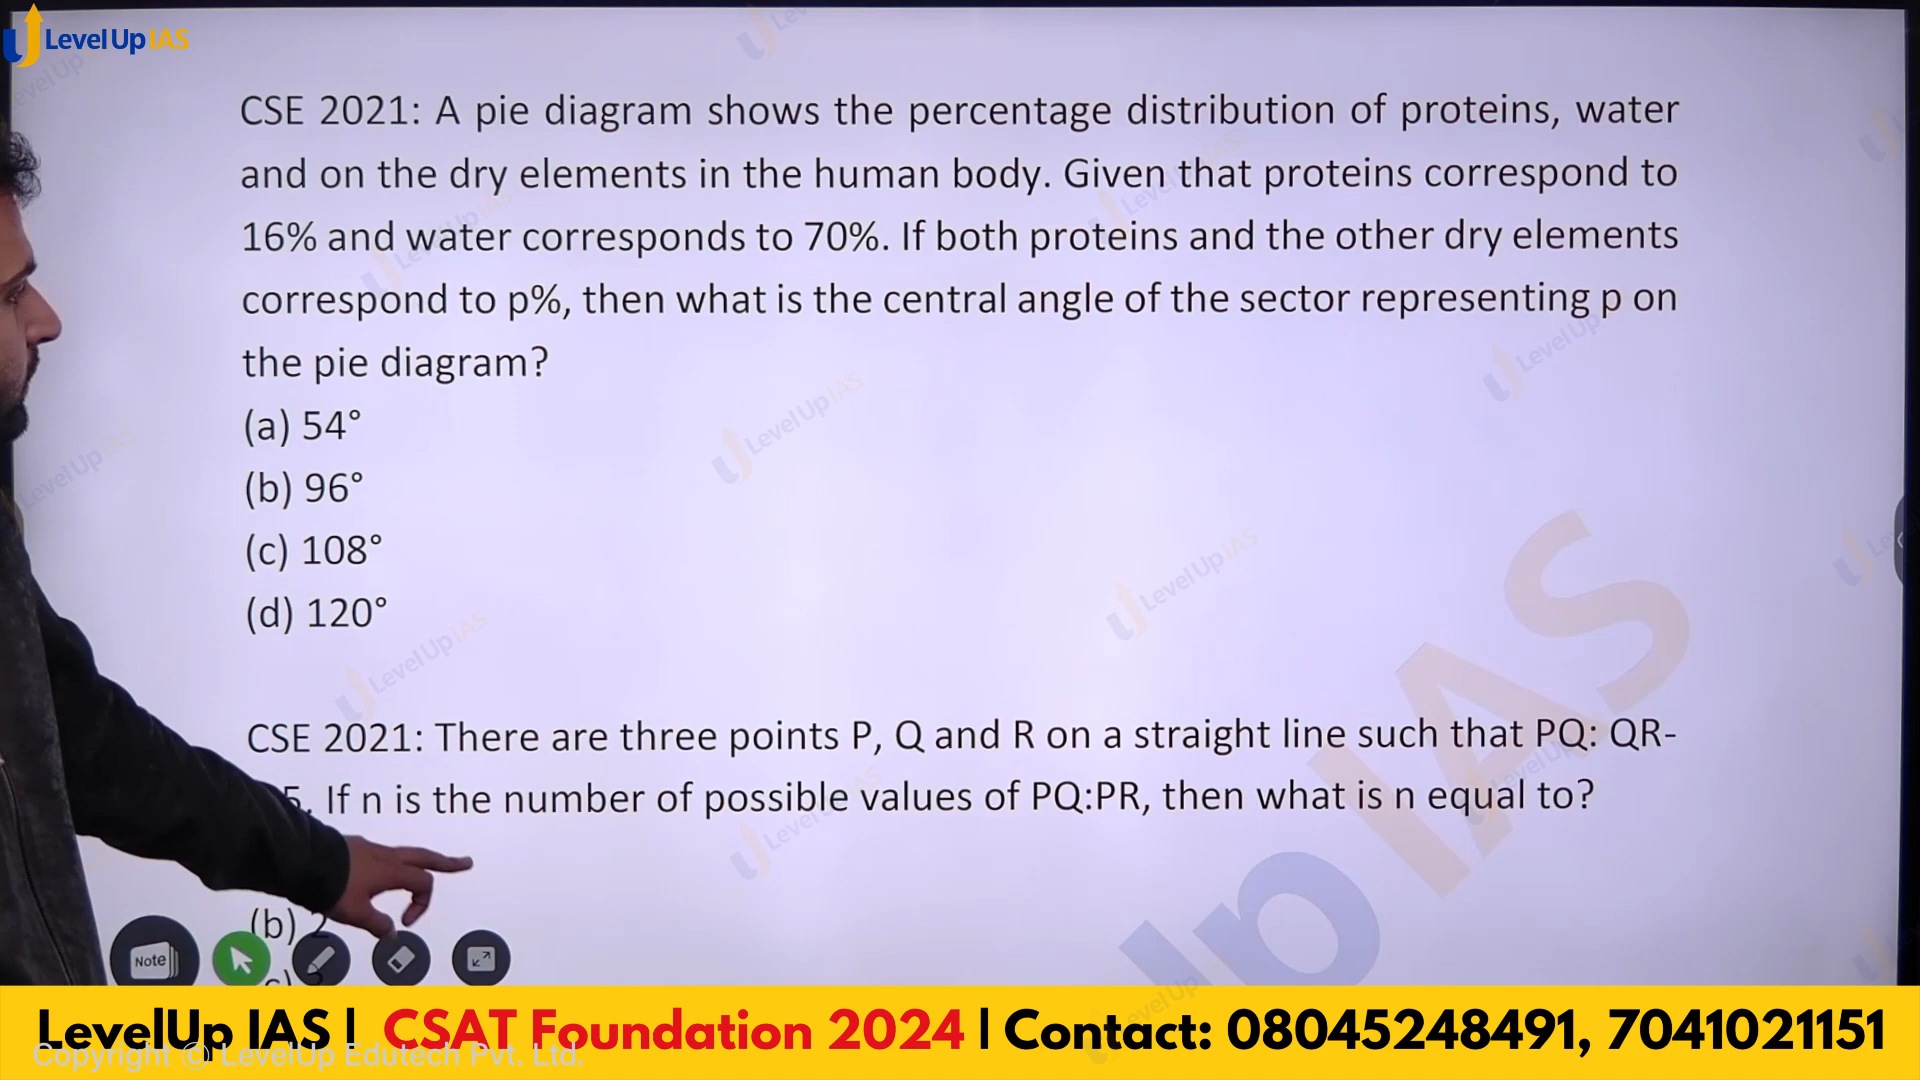 LevelUp IAS
CSE 2021: A pie diagram shows the percentage distribution of proteins, water
and on the dry elements in the human body. Given that proteins correspond to
16% and water corresponds to 70%. If both proteins and the other dry elements
correspond to p%, then what is the central angle of the sector representing p on
the pie diagram?
(a) 54°
(b) 96°
(c) 108°
(d) 120°
CSE 2021: There are three points P, Q and R on a straight line such that PQ: QR-
5. If n is the number of possible values of PQ:PR, then what is n equal to?
(b) 2
Note
LevelUp IAS | CSAT Foundation 2024 | Contact: 08045248491, 7041021151
Copyright © LevelUp Edutech Pvt. Ltd.